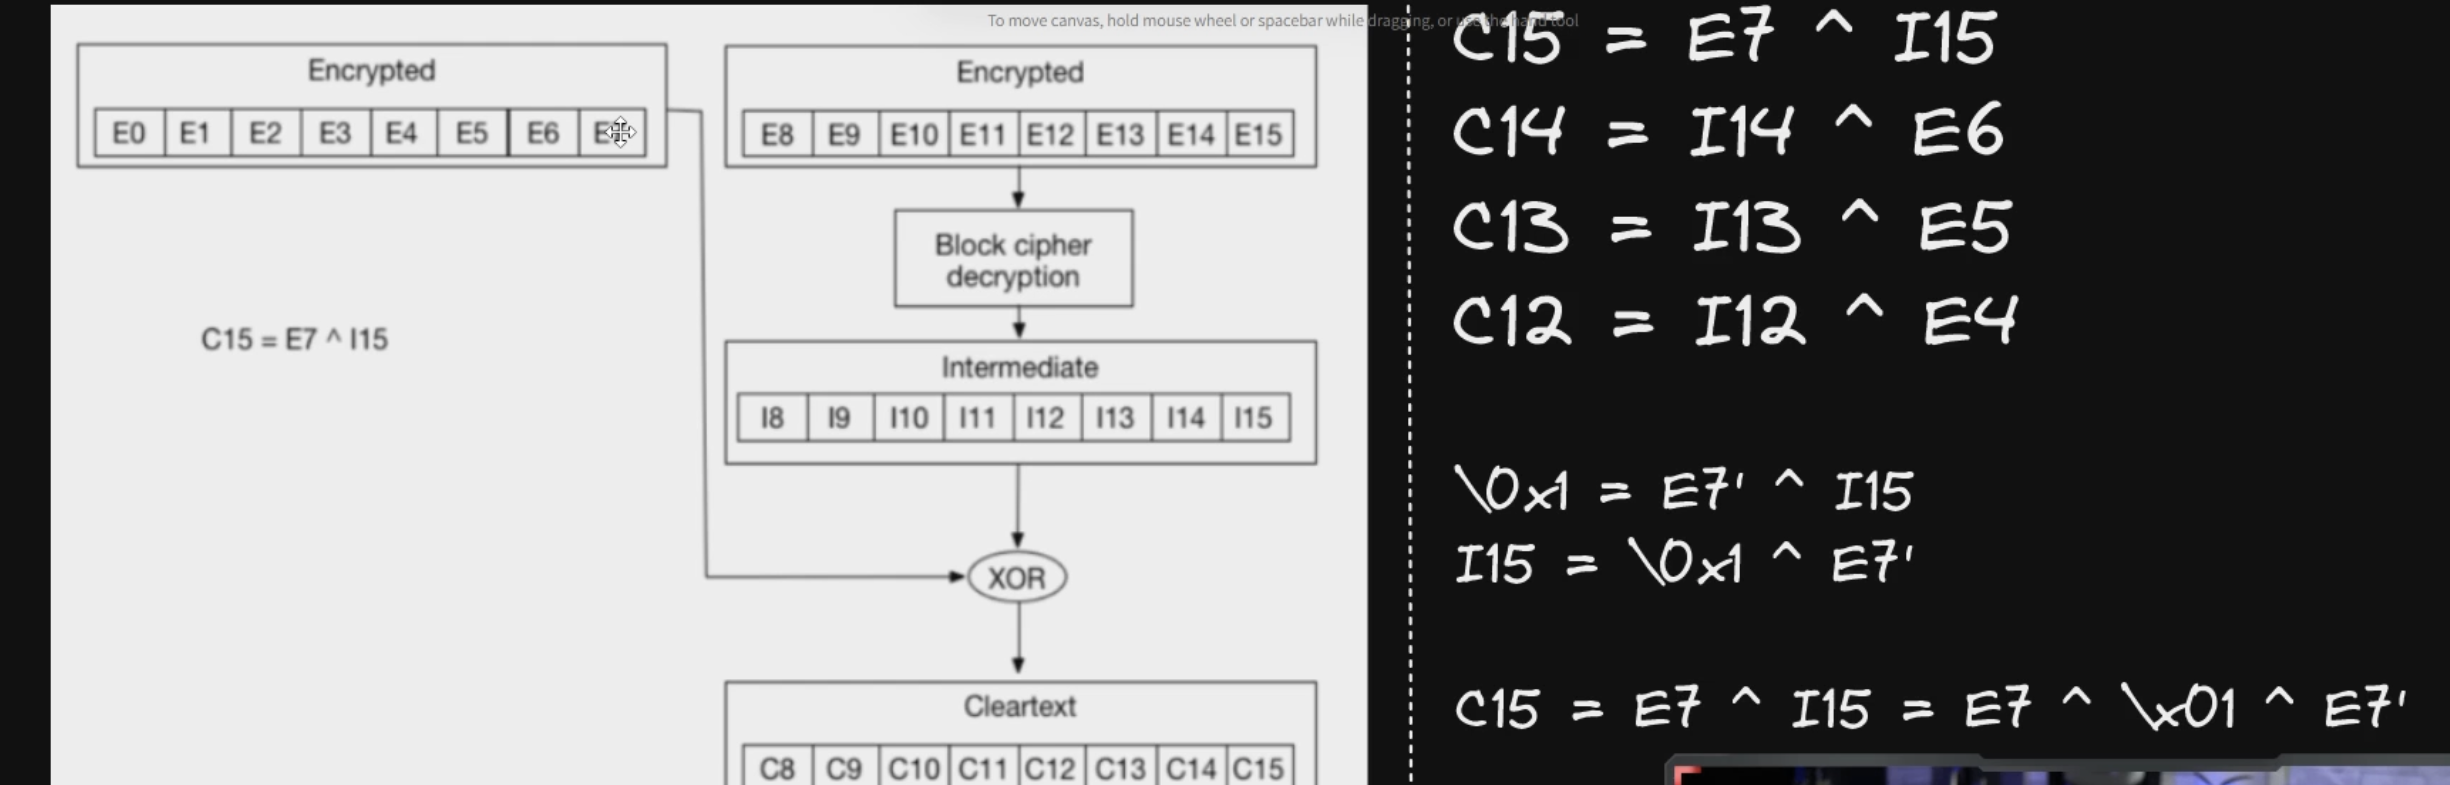 To move canvas, hold mouse wheel or spacebar while dragging, or use the hand tool
Encrypted
E0 E1 E2 E3 E4 E5 E6
Encrypted
E8 E9 E10 E11 E12 E13 E14 E15
Block cipher
decryption
C15 = E7 ^ I15
Intermediate
I8 I9 I10 I11 I12 I13 I14 I15
XOR
Cleartext
C8 C9 C10 C11 C12 C13 C14 C15
C15 = E7 ^ I15
C14 = I14 ^ E6
C13 = I13 ^ E5
C12 = I12 ^ E4
\0x1 = E7' ^ I15
I15 = \0x1 ^ E7'
C15 = E7 ^ I15 = E7 ^ \x01 ^ E7'